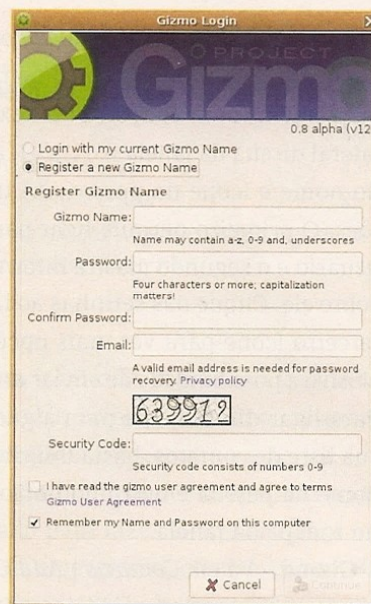 Gizmo Login
PROJECT
Gizmo
0.8 alpha (v12
Login with my current Gizmo Name
Register a new Gizmo Name
Register Gizmo Name
Gizmo Name:
Name may contain a-z, 0-9 and, underscores
Password:
Four characters or more; capitalization
matters!
Confirm Password:
Email:
A valid email address is needed for password
recovery. Privacy policy
639912
Security Code:
Security code consists of numbers 0-9
I have read the gizmo user agreement and agree to terms
Gizmo User Agreement
Remember my Name and Password on this computer
Cancel
Continue